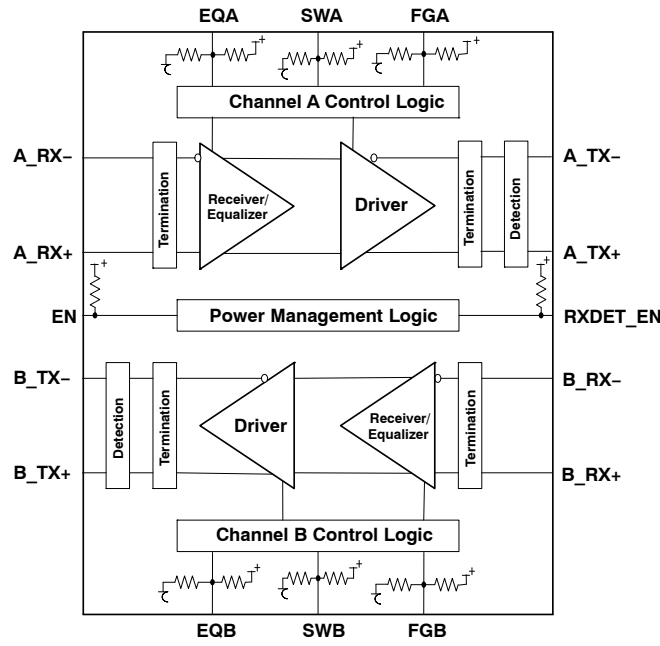 EQA SWA FGA
Channel A Control Logic
A_RX− A_TX−
Termination
Receiver/
Equalizer
Driver
Termination
Detection
A_RX+ A_TX+
EN Power Management Logic RXDET_EN
B_TX− B_RX−
Detection
Termination
Driver
Receiver/
Equalizer
Termination
B_TX+ B_RX+
Channel B Control Logic
EQB SWB FGB